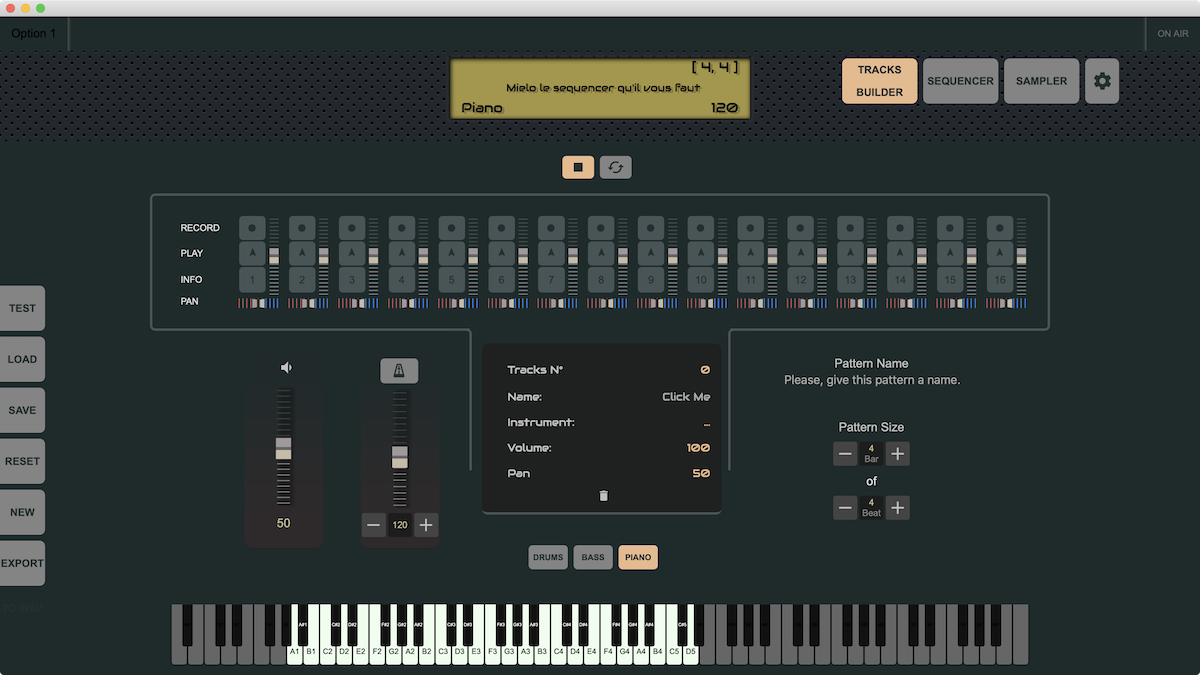 Option 1
ON AIR
[ 4, 4 ]
Mielo le sequencer qu'il vous faut
Piano 120
TRACKS BUILDER
SEQUENCER
SAMPLER
RECORD
PLAY
INFO 1 2 3 4 5 6 7 8 9 10 11 12 13 14 15 16
PAN
TEST
LOAD
SAVE
RESET
NEW
EXPORT
50
120
Tracks N° 0
Name: Click Me
Instrument: ...
Volume: 100
Pan 50
Pattern Name
Please, give this pattern a name.
Pattern Size
4
Bar
of
4
Beat
DRUMS BASS PIANO
A#1 C#2 D#2 F#2 G#2 A#2 C#3 D#3 F#3 G#3 A#3 C#4 D#4 F#4 G#4 A#4 C#5
A1 B1 C2 D2 E2 F2 G2 A2 B2 C3 D3 E3 F3 G3 A3 B3 C4 D4 E4 F4 G4 A4 B4 C5 D5